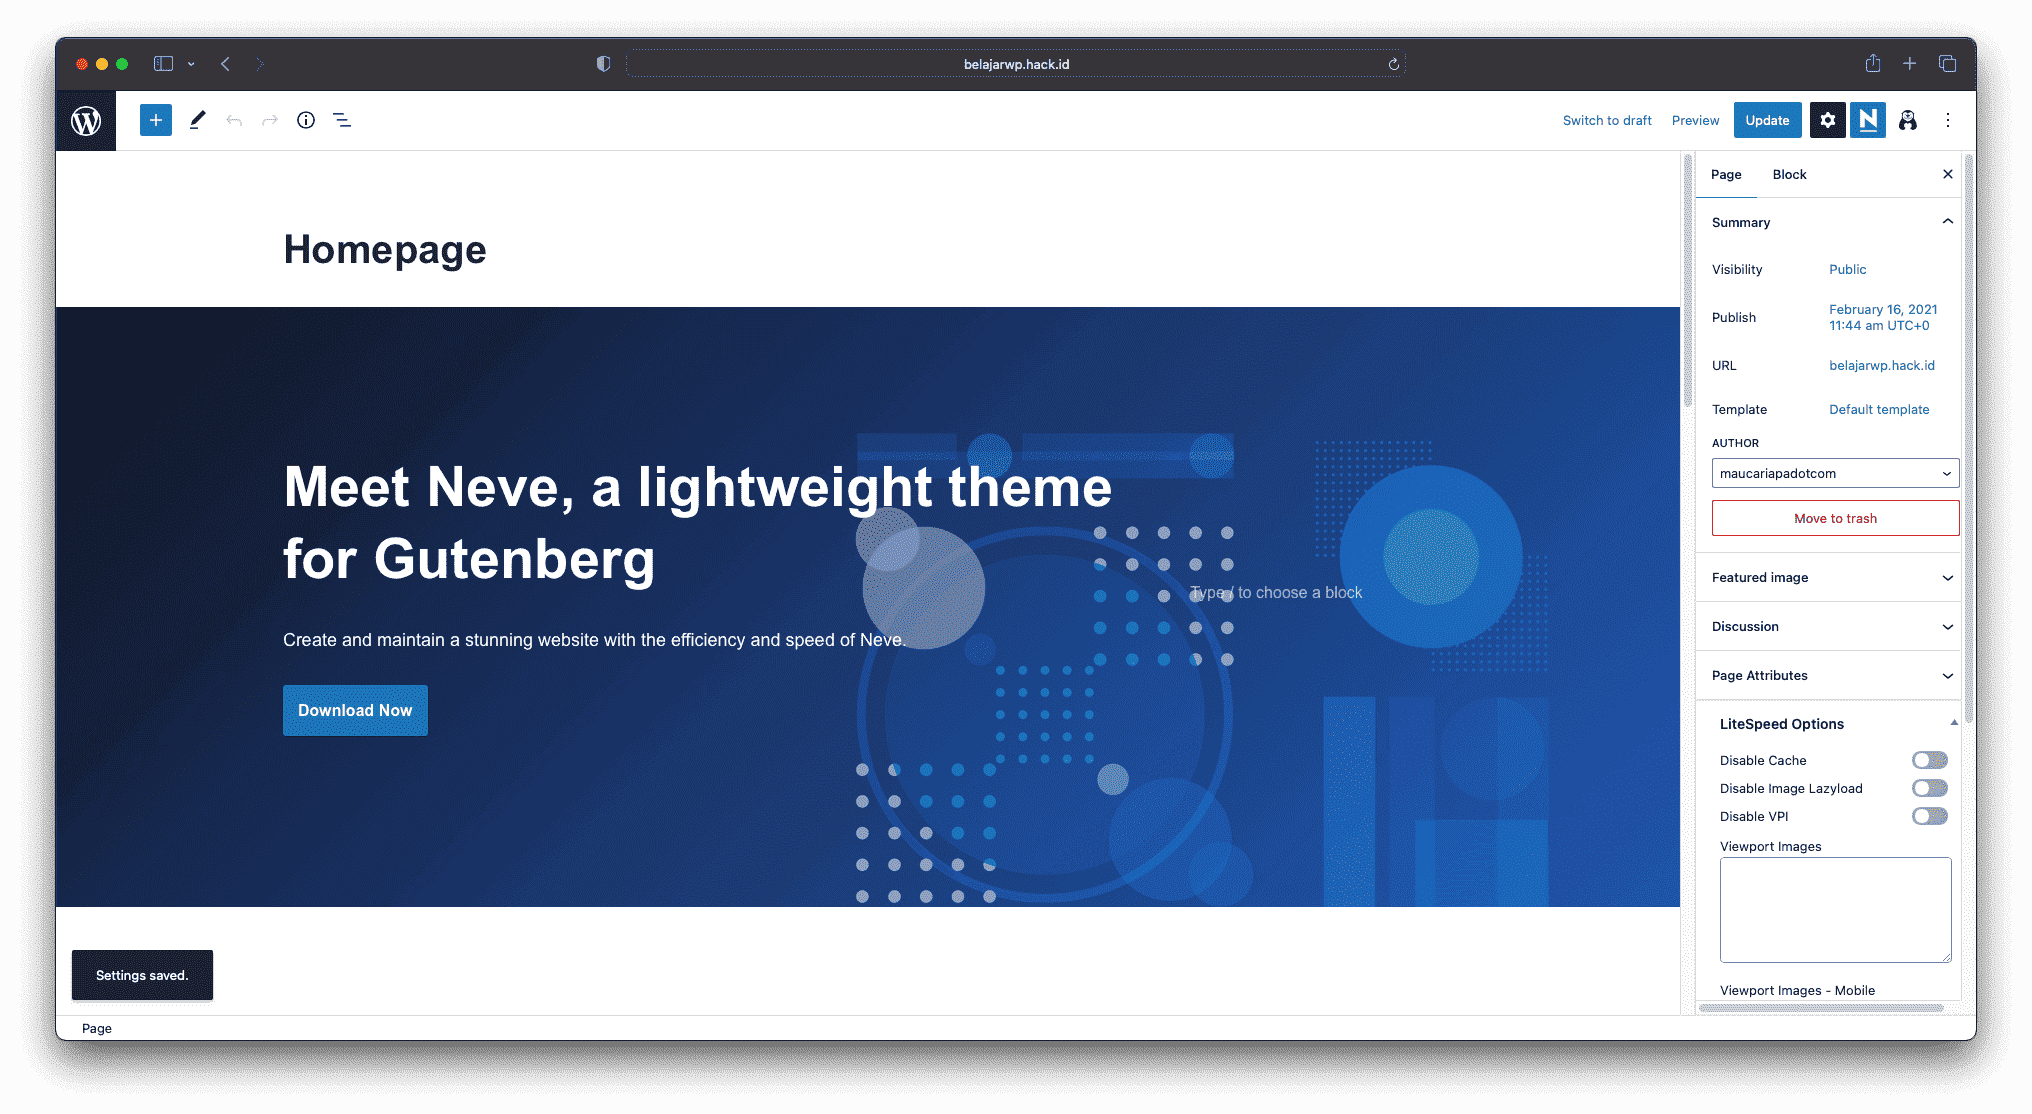 belajarwp.hack.id
Switch to draft
Preview
Update
Page
Block
Homepage
Meet Neve, a lightweight theme
for Gutenberg
Create and maintain a stunning website with the efficiency and speed of Neve.
Download Now
Type / to choose a block
Summary
Visibility
Public
Publish
February 16, 2021
11:44 am UTC+0
URL
belajarwp.hack.id
Template
Default template
AUTHOR
maucariapadotcom
Move to trash
Featured image
Discussion
Page Attributes
LiteSpeed Options
Disable Cache
Disable Image Lazyload
Disable VPI
Viewport Images
Viewport Images - Mobile
Settings saved.
Page